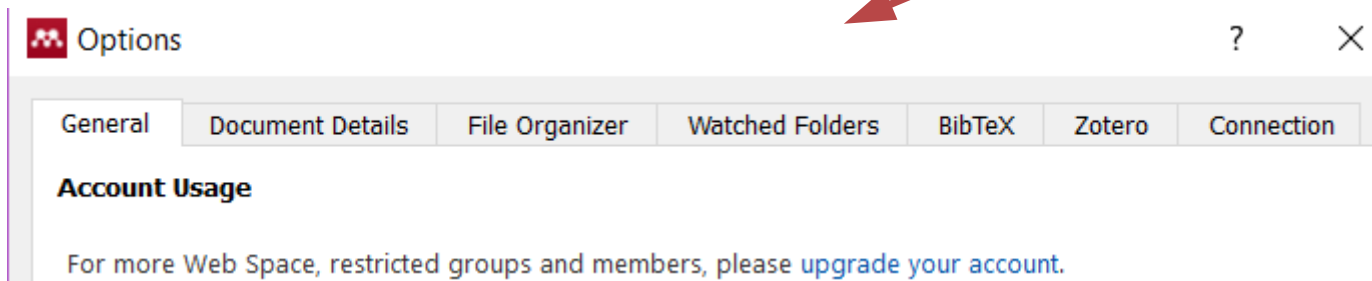 Options ?
General Document Details File Organizer Watched Folders BibTeX Zotero Connection
Account Usage
For more Web Space, restricted groups and members, please upgrade your account.